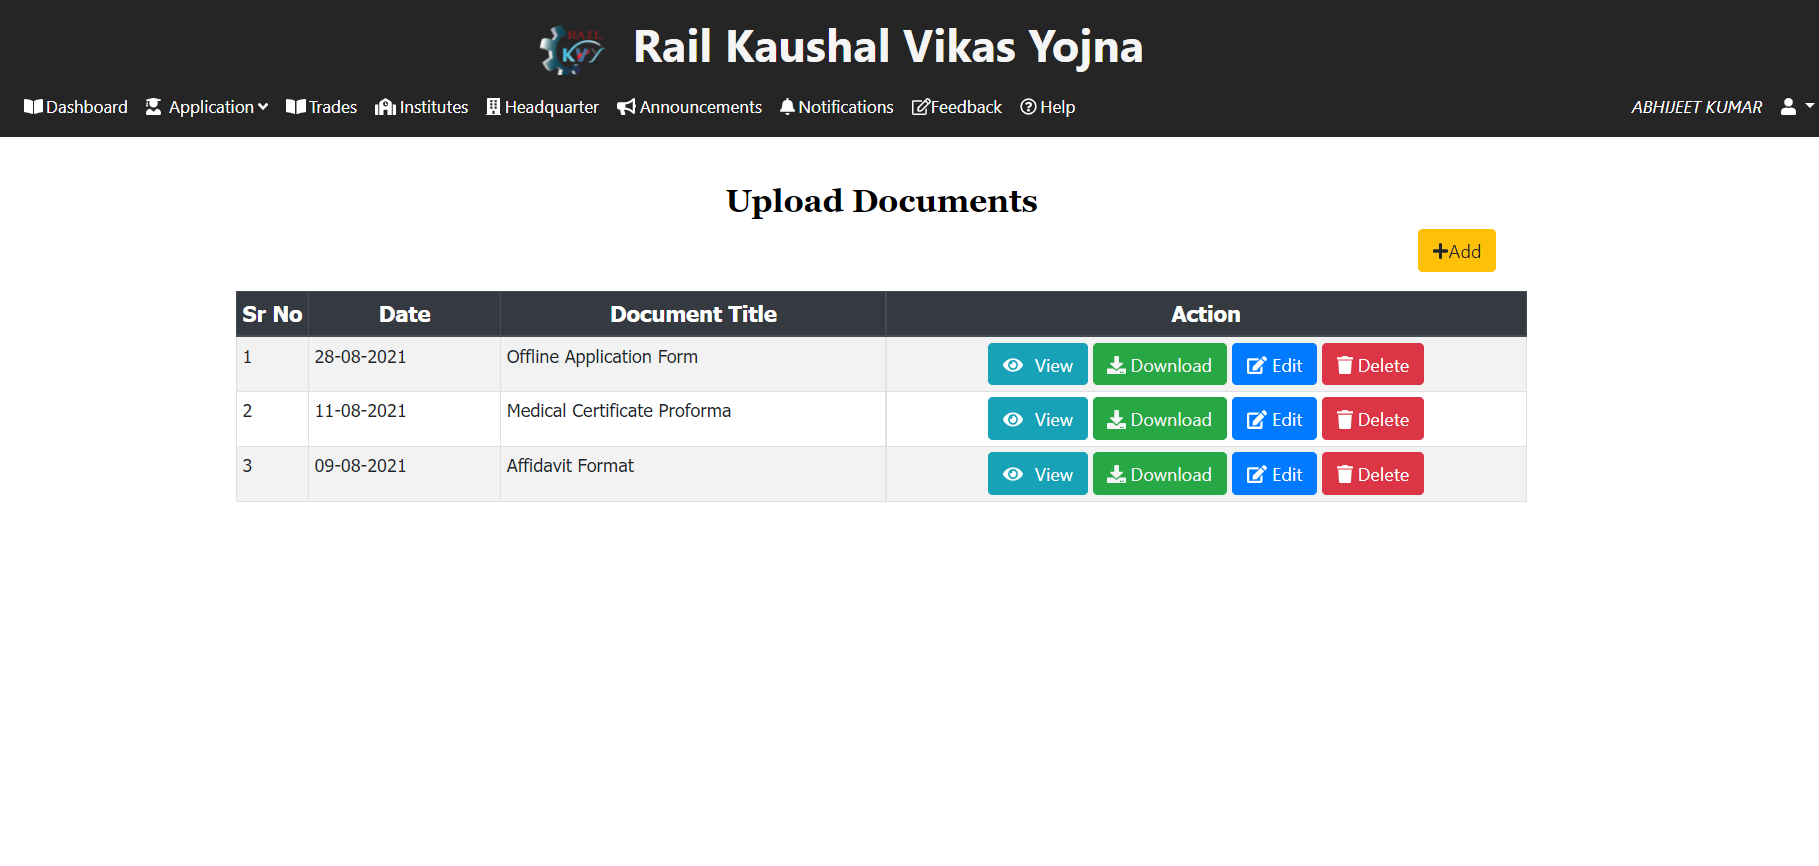 RAIL
KVY
Rail Kaushal Vikas Yojna
Dashboard Application Trades Institutes Headquarter Announcements Notifications Feedback Help ABHIJEET KUMAR
Upload Documents
Add
Sr No Date Document Title Action
1 28-08-2021 Offline Application Form View Download Edit Delete
2 11-08-2021 Medical Certificate Proforma View Download Edit Delete
3 09-08-2021 Affidavit Format View Download Edit Delete